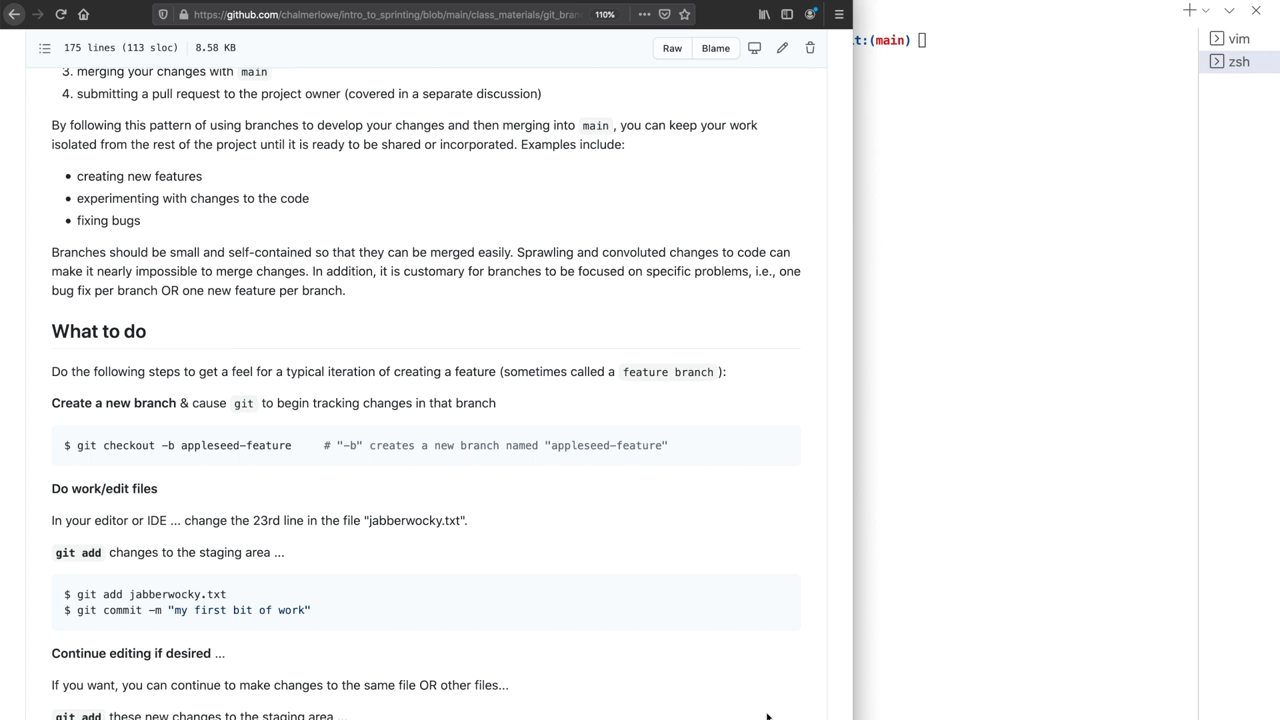 https://github.com/chalmerlowe/intro_to_sprinting/blob/main/class_materials/git_bran 110%
175 lines (113 sloc) 8.58 KB Raw Blame
3. merging your changes with main
4. submitting a pull request to the project owner (covered in a separate discussion)
By following this pattern of using branches to develop your changes and then merging into main, you can keep your work
isolated from the rest of the project until it is ready to be shared or incorporated. Examples include:
• creating new features
• experimenting with changes to the code
• fixing bugs
Branches should be small and self-contained so that they can be merged easily. Sprawling and convoluted changes to code can
make it nearly impossible to merge changes. In addition, it is customary for branches to be focused on specific problems, i.e., one
bug fix per branch OR one new feature per branch.
What to do
Do the following steps to get a feel for a typical iteration of creating a feature (sometimes called a feature branch ):
Create a new branch & cause git to begin tracking changes in that branch
$ git checkout -b appleseed-feature # "-b" creates a new branch named "appleseed-feature"
Do work/edit files
In your editor or IDE ... change the 23rd line in the file "jabberwocky.txt".
git add changes to the staging area ...
$ git add jabberwocky.txt
$ git commit -m "my first bit of work"
Continue editing if desired ...
If you want, you can continue to make changes to the same file OR other files...
git add these new changes to the staging area ...
t:(main)
vim
zsh